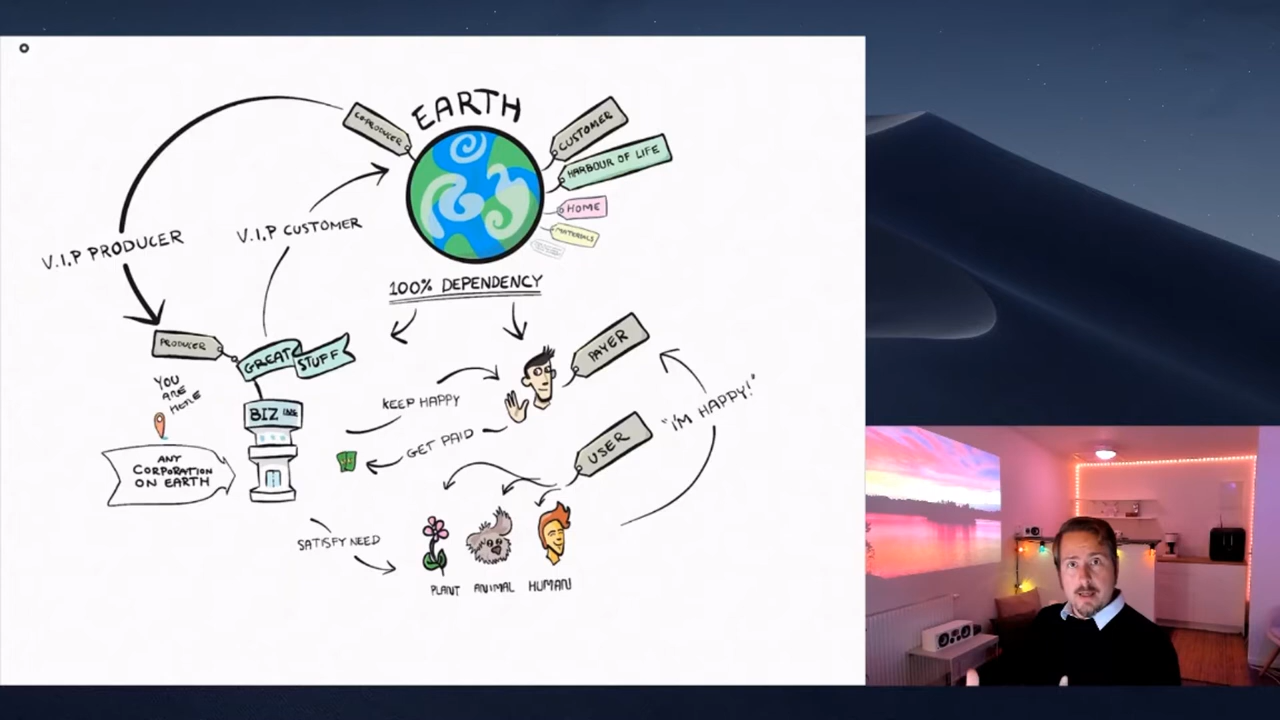 EARTH
CO-PRODUCER
CUSTOMER
HARBOUR OF LIFE
HOME
MATERIALS
V.I.P PRODUCER
V.I.P CUSTOMER
100% DEPENDENCY
PRODUCER
GREAT STUFF
PAYER
YOU
ARE
HERE
BIZ INC
KEEP HAPPY
"I'M HAPPY!"
GET PAID
USER
ANY
CORPORATION
ON EARTH
SATISFY NEED
PLANT ANIMAL HUMAN